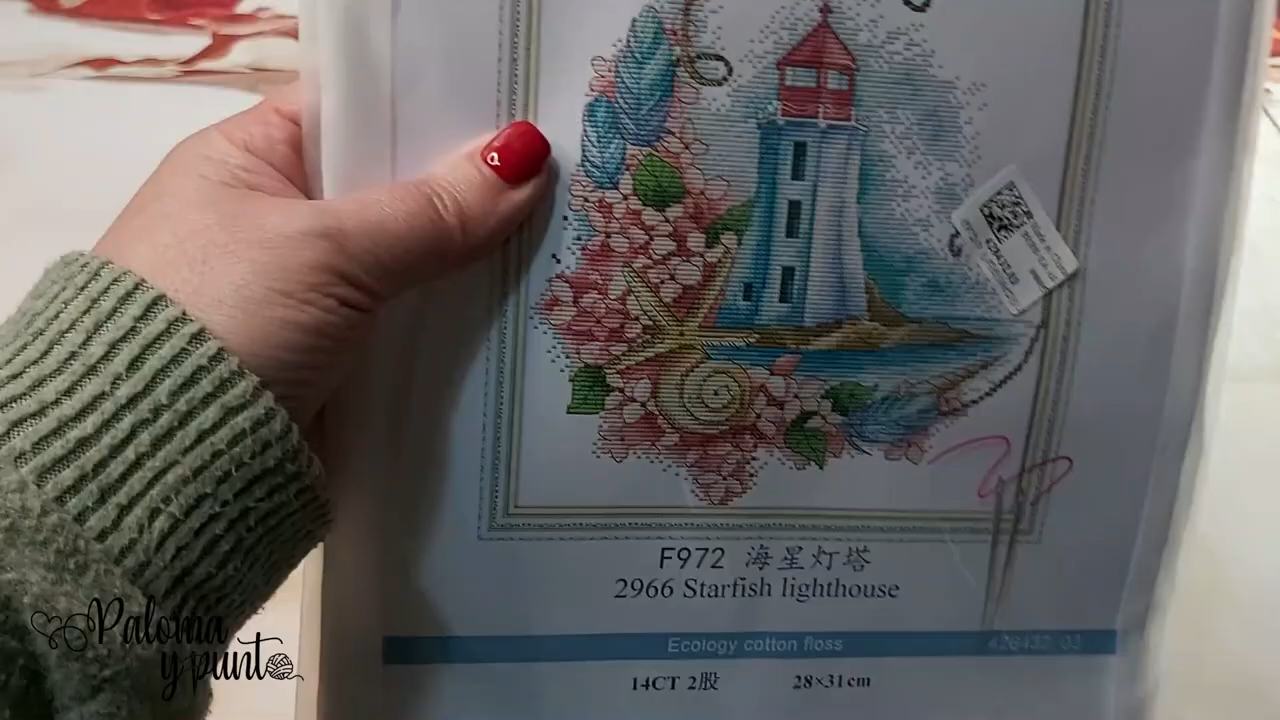 F972 海星灯塔
2966 Starfish lighthouse
Ecology cotton floss
14CT 2股 28×31cm
Paloma
y punto